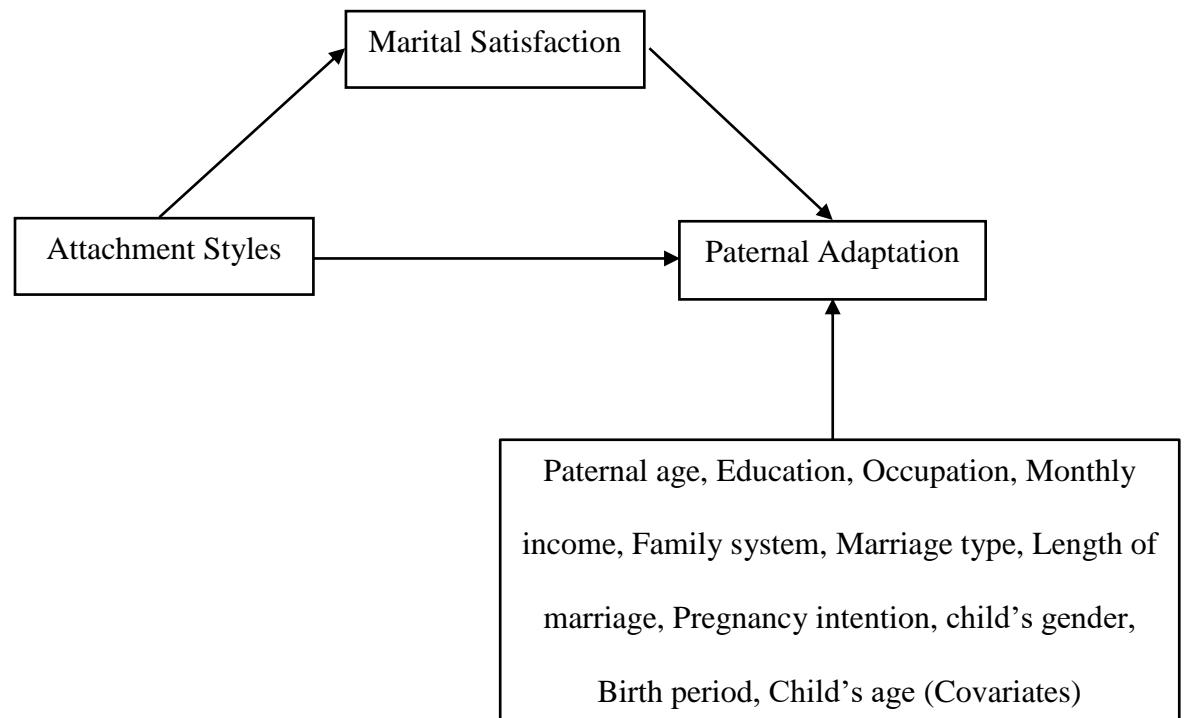 Marital Satisfaction
Attachment Styles
Paternal Adaptation
Paternal age, Education, Occupation, Monthly
income, Family system, Marriage type, Length of
marriage, Pregnancy intention, child’s gender,
Birth period, Child’s age (Covariates)